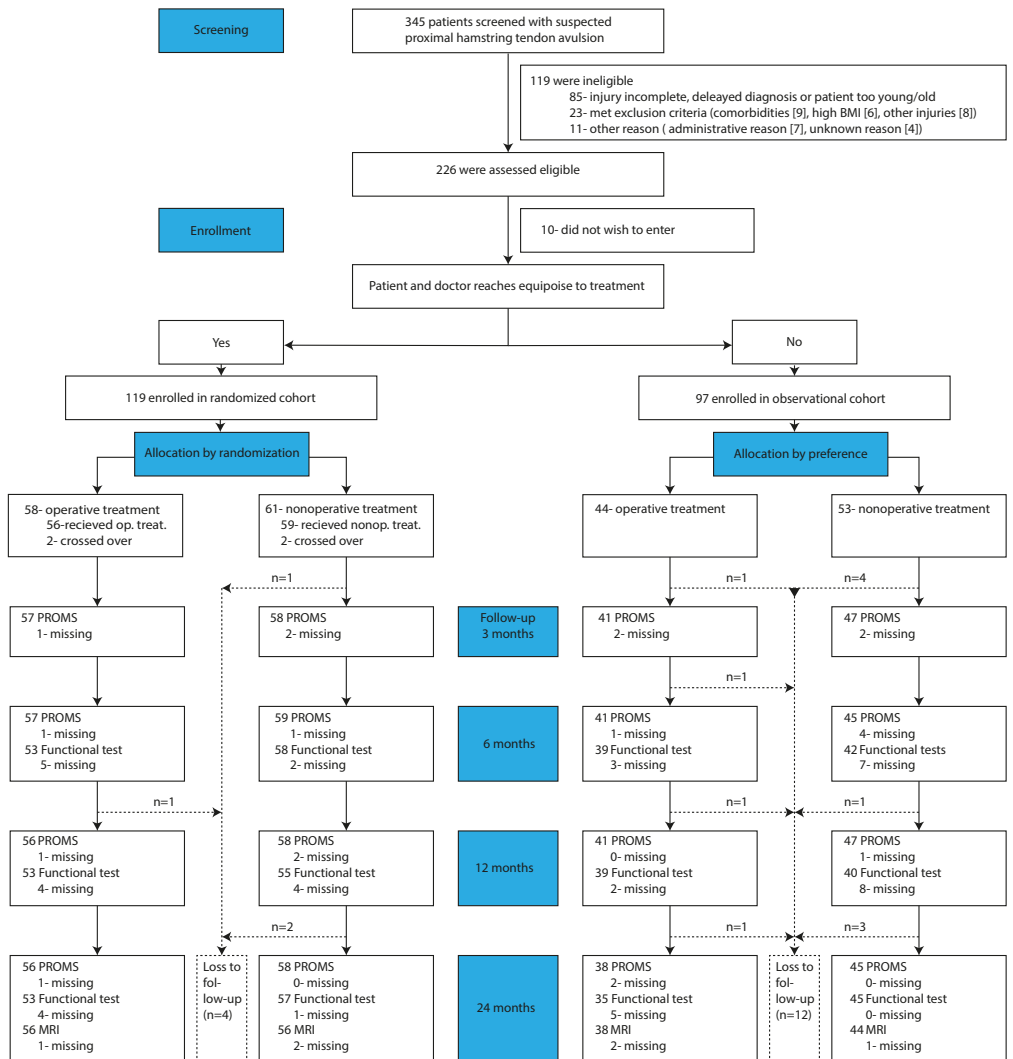 Screening
345 patients screened with suspected
proximal hamstring tendon avulsion
119 were ineligible
85- injury incomplete, deleayed diagnosis or patient too young/old
23- met exclusion criteria (comorbidities [9], high BMI [6], other injuries [8])
11- other reason ( administrative reason [7], unknown reason [4])
226 were assessed eligible
Enrollment
10- did not wish to enter
Patient and doctor reaches equipoise to treatment
Yes
No
119 enrolled in randomized cohort
97 enrolled in observational cohort
Allocation by randomization
Allocation by preference
58- operative treatment
56-recieved op. treat.
2- crossed over
61- nonoperative treatment
59- recieved nonop. treat.
2- crossed over
44- operative treatment
53- nonoperative treatment
n=1
n=1
n=4
57 PROMS
1- missing
58 PROMS
2- missing
Follow-up
3 months
41 PROMS
2- missing
47 PROMS
2- missing
n=1
57 PROMS
1- missing
53 Functional test
5- missing
59 PROMS
1- missing
58 Functional test
2- missing
6 months
41 PROMS
1- missing
39 Functional test
3- missing
45 PROMS
4- missing
42 Functional tests
7- missing
n=1
n=1
n=1
56 PROMS
1- missing
53 Functional test
4- missing
58 PROMS
2- missing
55 Functional test
4- missing
12 months
41 PROMS
0- missing
39 Functional test
2- missing
47 PROMS
1- missing
40 Functional test
8- missing
n=2
n=1
n=3
56 PROMS
1- missing
53 Functional test
4- missing
56 MRI
1- missing
Loss to
fol-
low-up
(n=4)
58 PROMS
0- missing
57 Functional test
1- missing
56 MRI
2- missing
24 months
38 PROMS
2- missing
35 Functional test
5- missing
38 MRI
2- missing
Loss to
fol-
low-up
(n=12)
45 PROMS
0- missing
45 Functional test
0- missing
44 MRI
1- missing